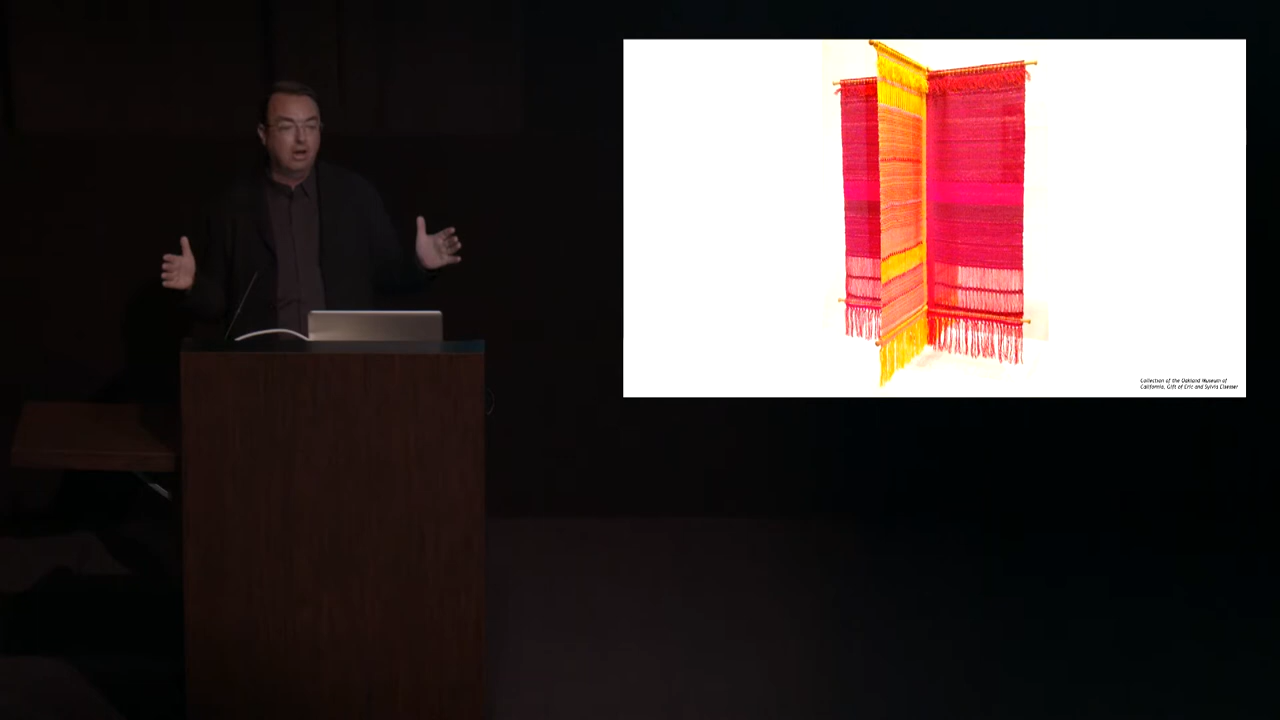 Collection of the Oakland Museum of
California, Gift of Eric and Sylvia Elsesser